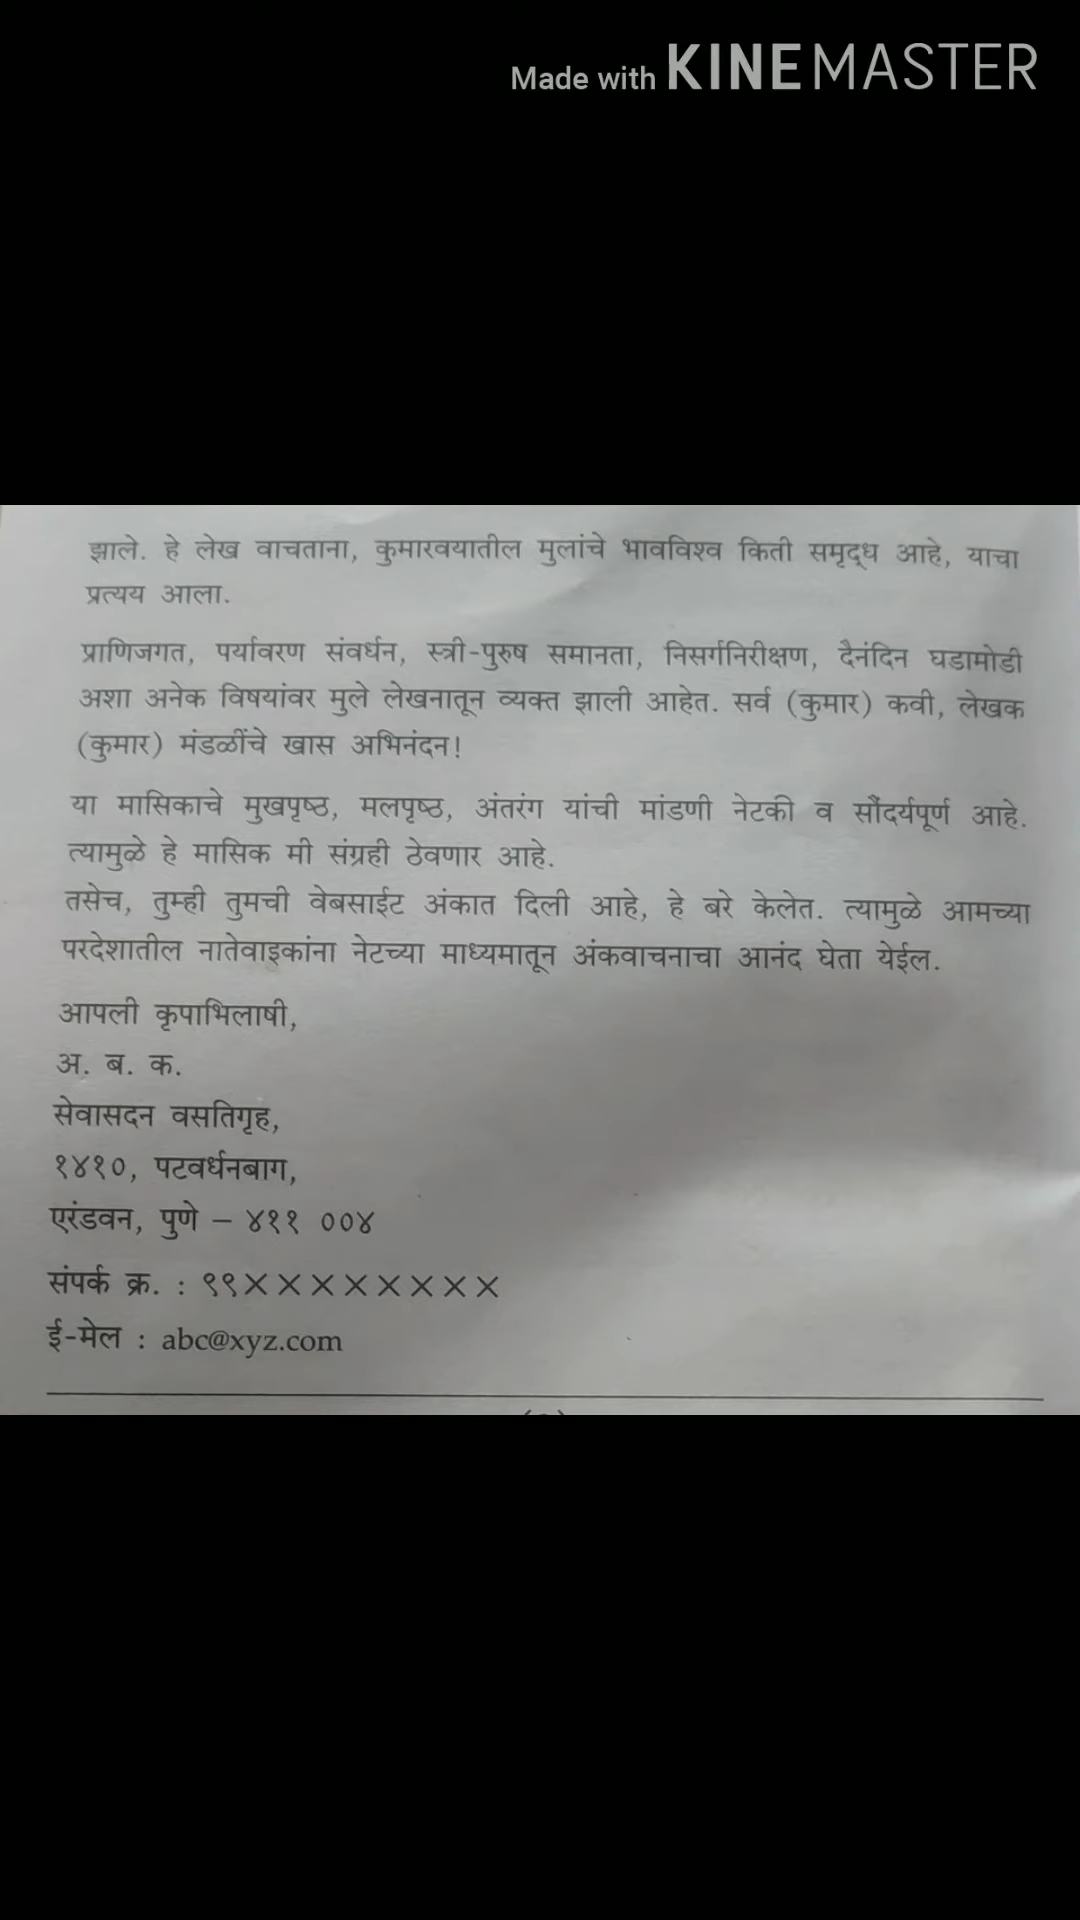 Made with KINEMASTER
झाले. हे लेख वाचताना, कुमारवयातील मुलांचे भावविश्व किती समृद्ध आहे, याचा
प्रत्यय आला.
प्राणिजगत, पर्यावरण संवर्धन, स्त्री-पुरुष समानता, निसर्गनिरीक्षण, दैनंदिन घडामोडी
अशा अनेक विषयांवर मुले लेखनातून व्यक्त झाली आहेत. सर्व (कुमार) कवी, लेखक
(कुमार) मंडळींचे खास अभिनंदन!
या मासिकाचे मुखपृष्ठ, मलपृष्ठ, अंतरंग यांची मांडणी नेटकी व सौंदर्यपूर्ण आहे.
त्यामुळे हे मासिक मी संग्रही ठेवणार आहे.
तसेच, तुम्ही तुमची वेबसाईट अंकात दिली आहे, हे बरे केलेत. त्यामुळे आमच्या
परदेशातील नातेवाइकांना नेटच्या माध्यमातून अंकवाचनाचा आनंद घेता येईल.
आपली कृपाभिलाषी,
अ. ब. क.
सेवासदन वसतिगृह,
१४१०, पटवर्धनबाग,
एरंडवन, पुणे – ४११ ००४
संपर्क क्र. : ९९××××××××
ई-मेल : abc@xyz.com